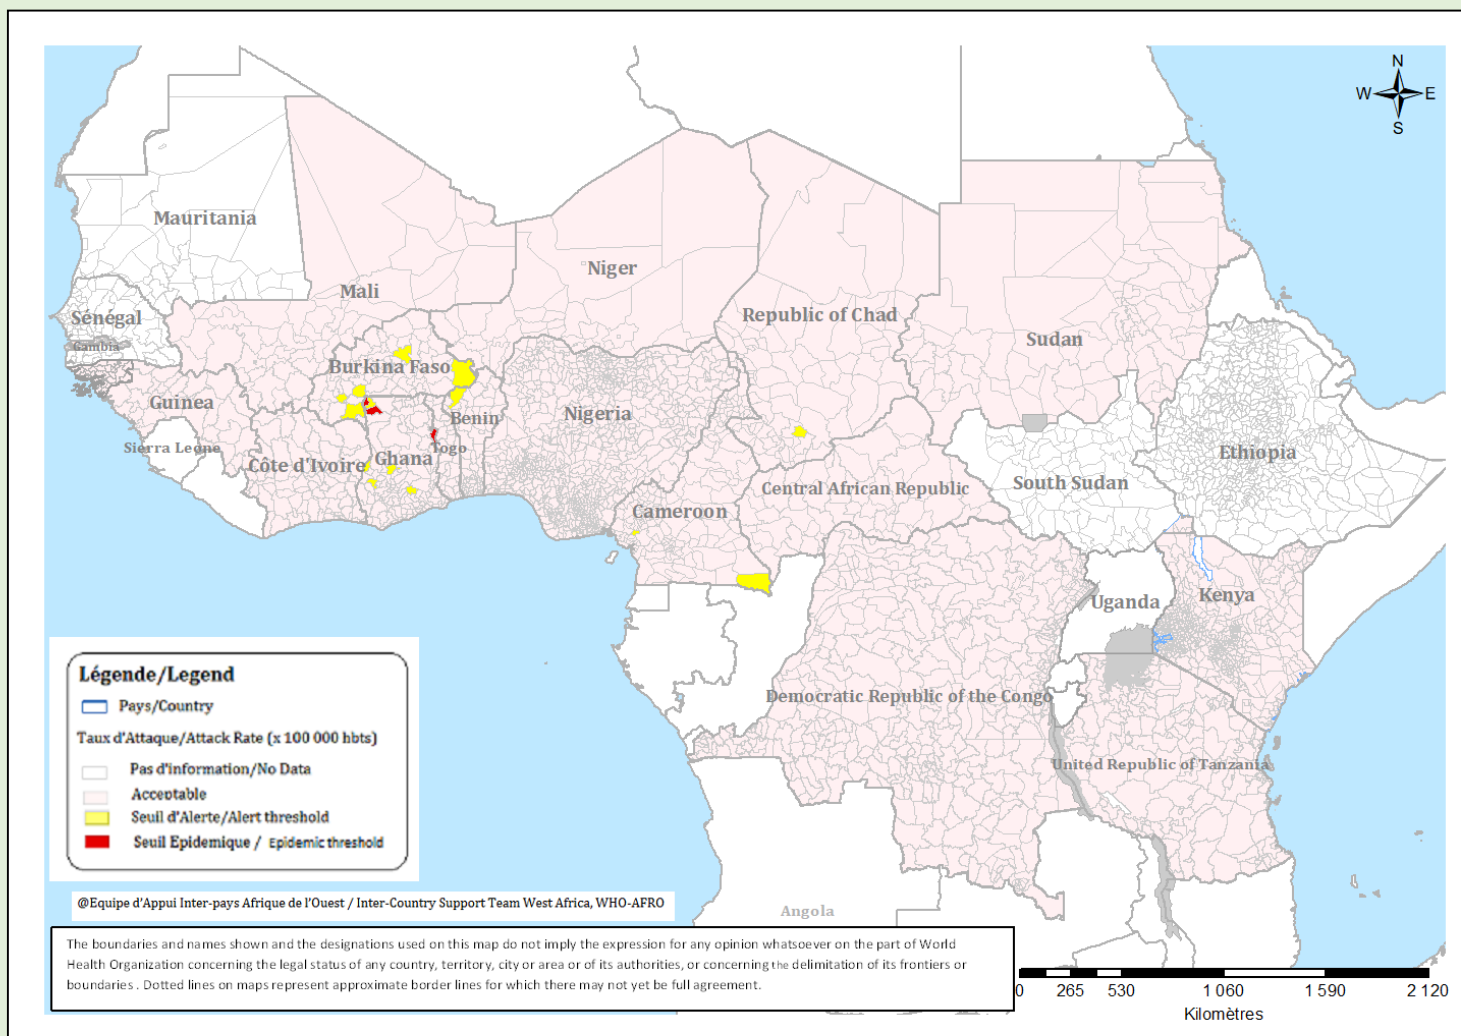 N
W
E
S
Mauritania
Mali
Niger
Republic of Chad
Sudan
Sénégal
Gambia
Burkina Faso
Guinea
Benin
Nigeria
Sierra Leone
Togo
Côte d'Ivoire
Ghana
Ethiopia
South Sudan
Central African Republic
Cameroon
Uganda
Kenya
Democratic Republic of the Congo
United Republic of Tanzania
Angola
Légende/Legend
Pays/Country
Taux d'Attaque/Attack Rate (x 100 000 hbts)
Pas d'information/No Data
Acceptable
Seuil d'Alerte/Alert threshold
Seuil Epidemique / Epidemic threshold
@Equipe d'Appui Inter-pays Afrique de l'Ouest / Inter-Country Support Team West Africa, WHO-AFRO
The boundaries and names shown and the designations used on this map do not imply the expression for any opinion whatsoever on the part of World
Health Organization concerning the legal status of any country, territory, city or area or of its authorities, or concerning the delimitation of its frontiers or
boundaries . Dotted lines on maps represent approximate border lines for which there may not yet be full agreement.
0 265 530 1 060 1 590 2 120
Kilomètres